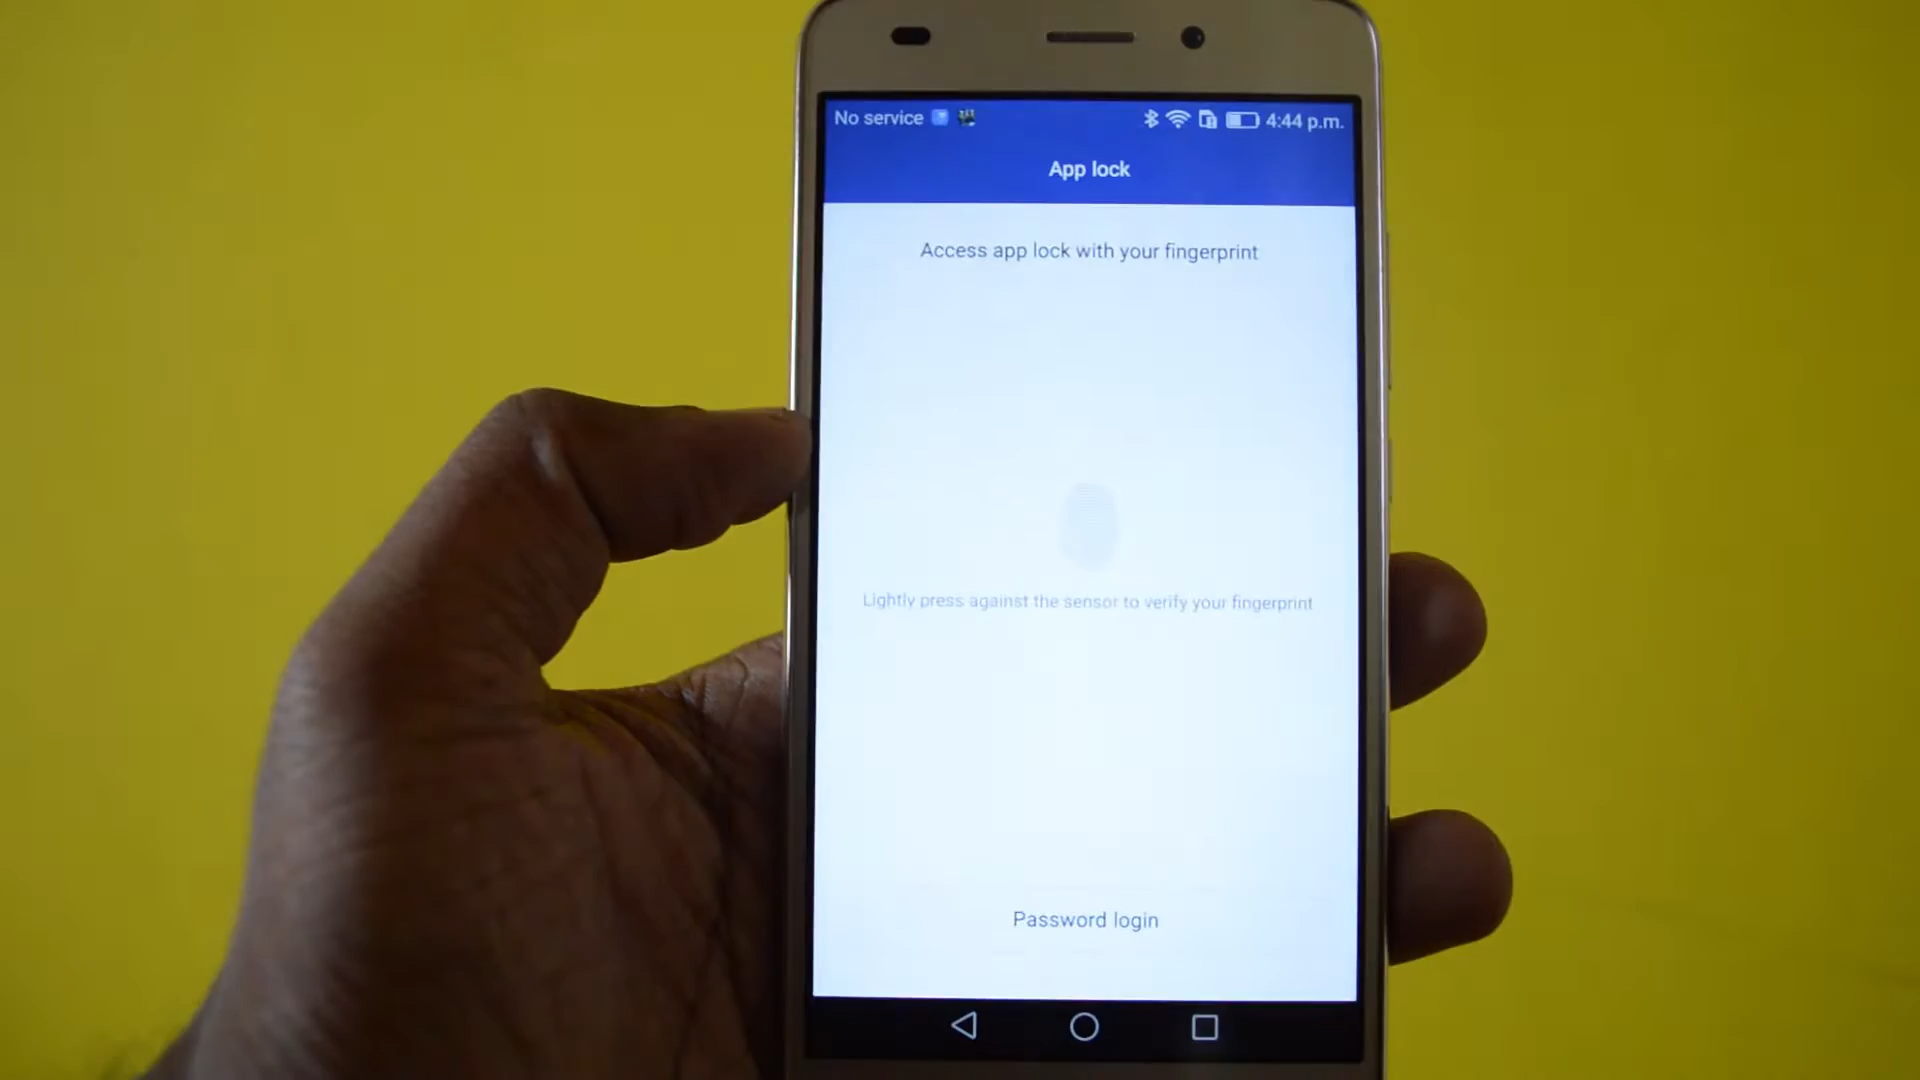 No service 4:44 p.m.
App lock
Access app lock with your fingerprint
Lightly press against the sensor to verify your fingerprint
Password login